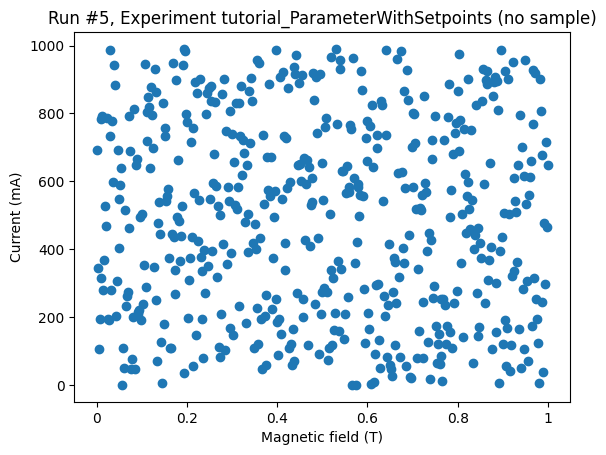 Run #5, Experiment tutorial_ParameterWithSetpoints (no sample)
1000
800
600
400
200
0
Current (mA)
0 0.2 0.4 0.6 0.8 1
Magnetic field (T)